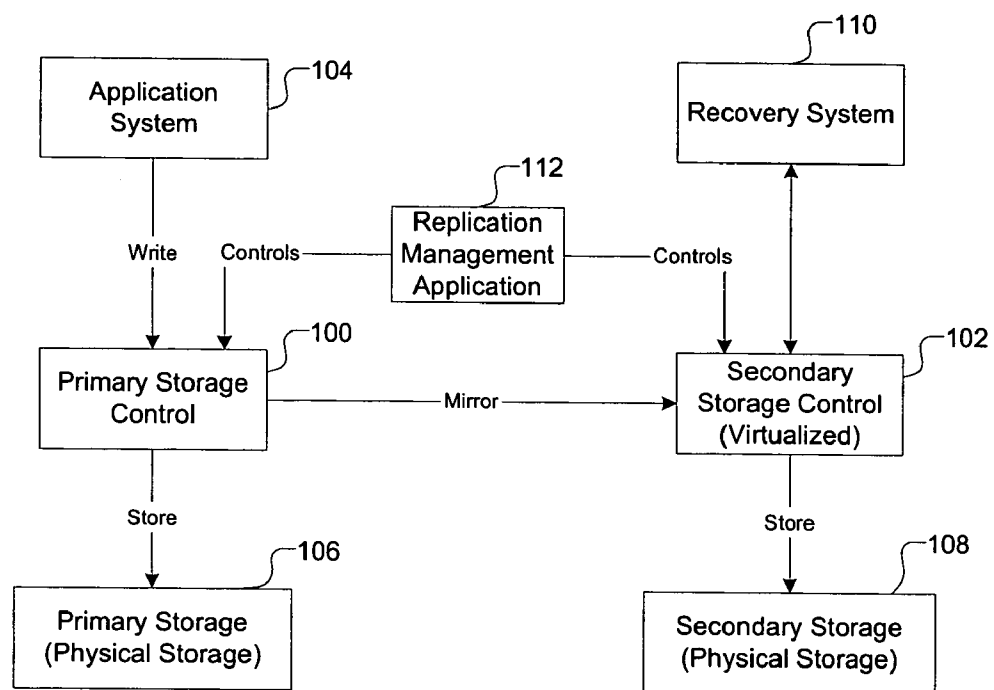 110
104
Application
System
Recovery System
112
Replication
Management
Application
Write
Controls
Controls
100
102
Primary Storage
Control
Mirror
Secondary
Storage Control
(Virtualized)
Store
Store
106
108
Primary Storage
(Physical Storage)
Secondary Storage
(Physical Storage)